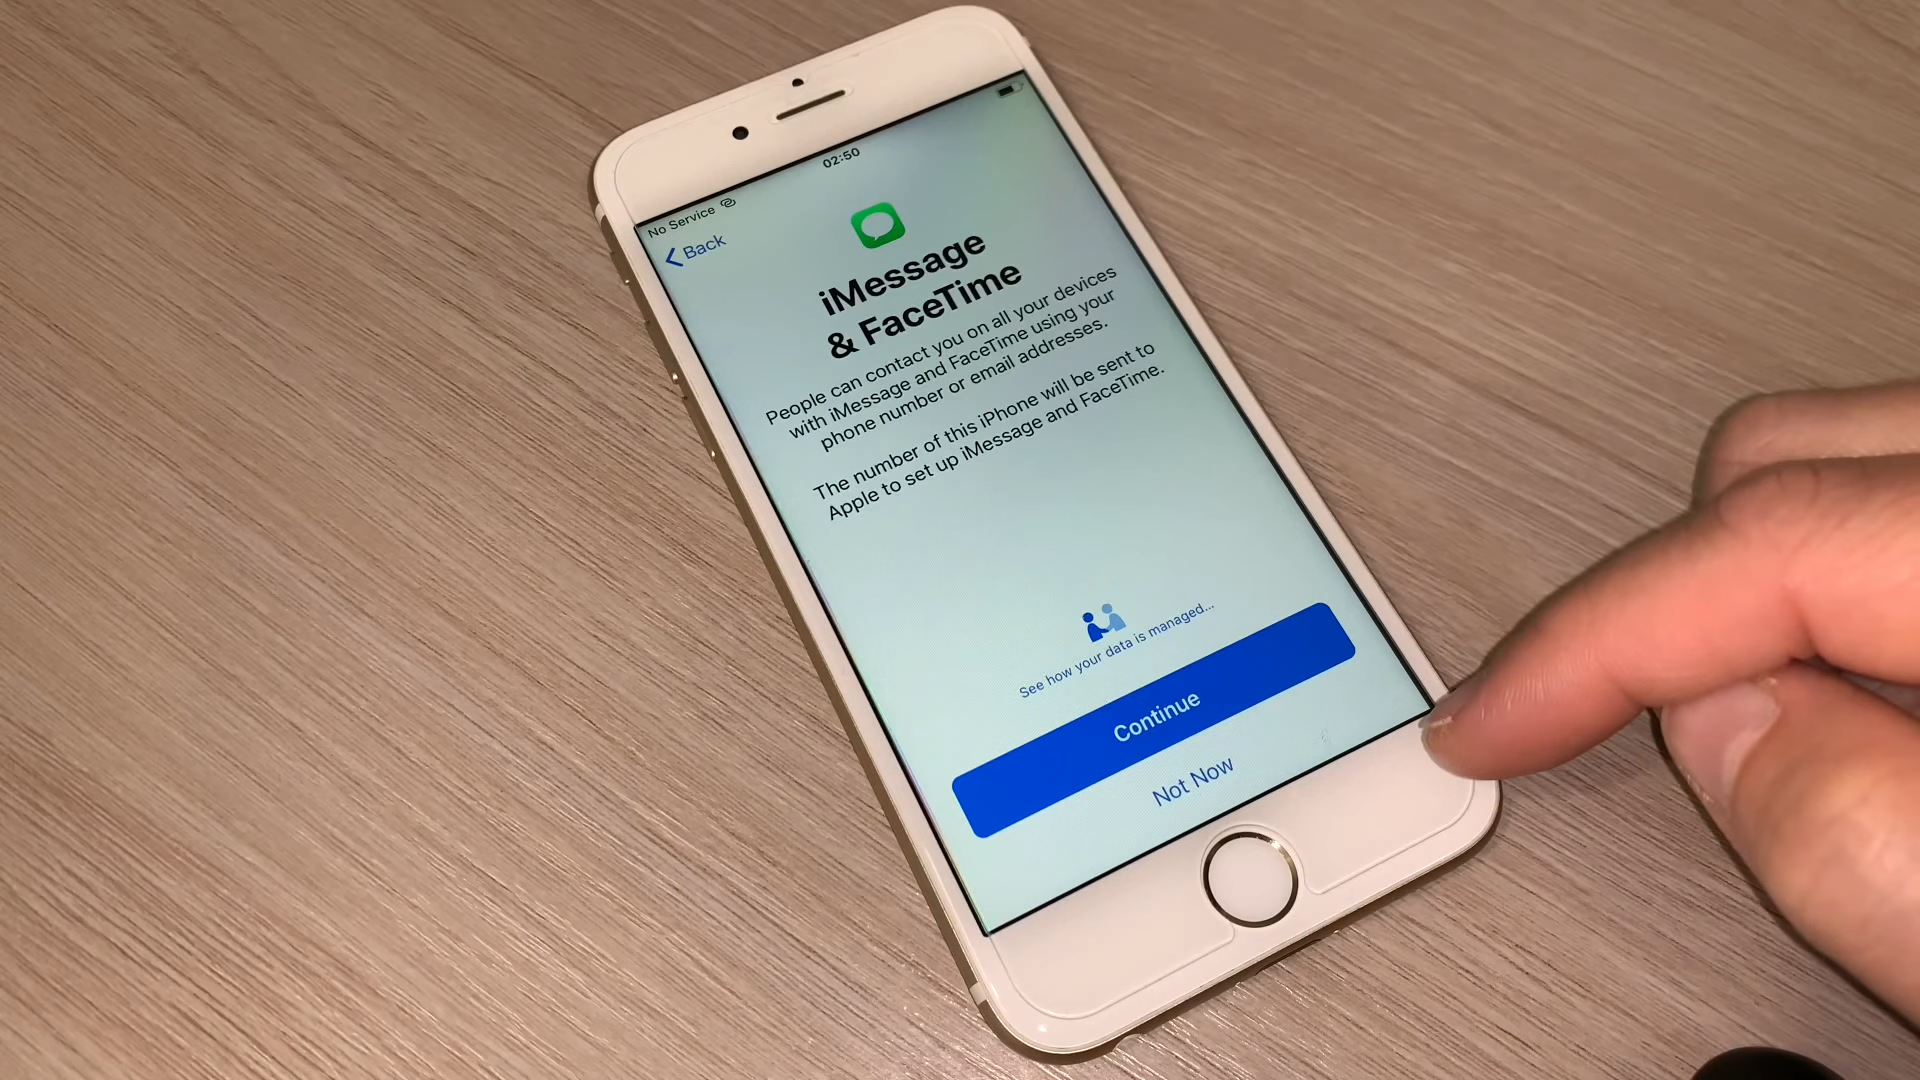 02:50
No Service
Back
iMessage
& FaceTime
People can contact you on all your devices
with iMessage and FaceTime using your
phone number or email addresses.
The number of this iPhone will be sent to
Apple to set up iMessage and FaceTime.
See how your data is managed...
Continue
Not Now